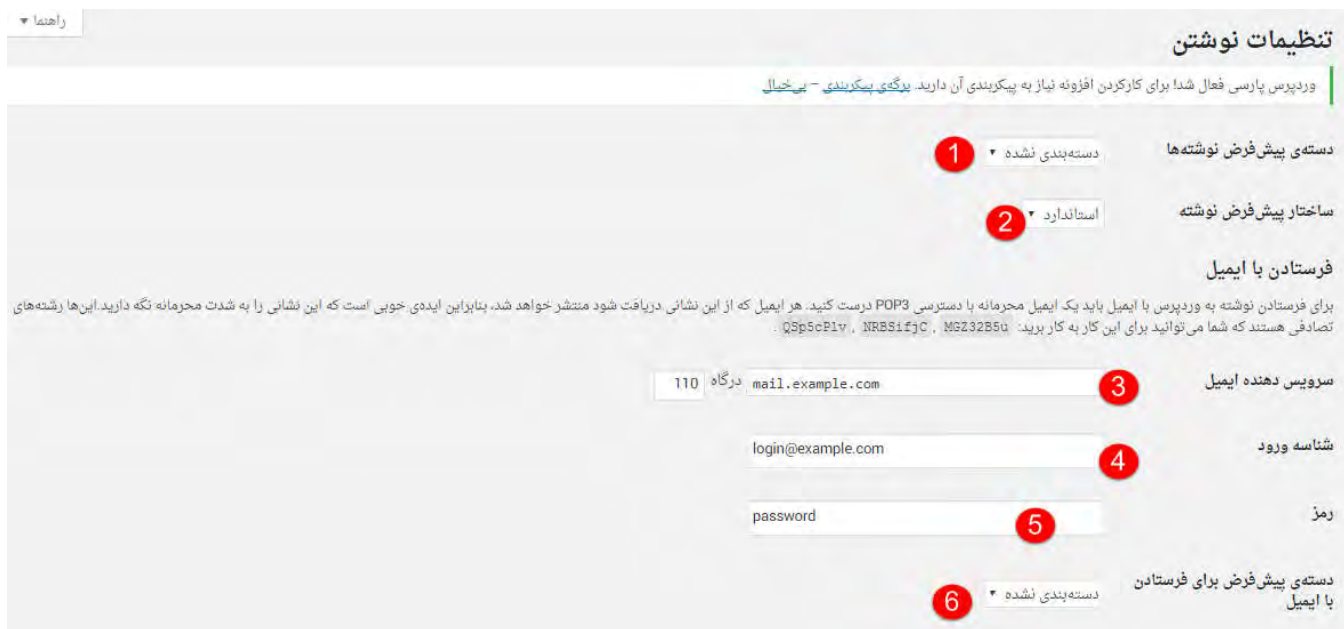 راهنما ▼
تنظیمات نوشتن
وردپرس پارسی فعال شد! برای کارکردن افزونه نیاز به پیکربندی آن دارید. برگه‌ی پیکربندی – بی‌خیال
دسته‌ی پیش‌فرض نوشته‌ها دسته‌بندی نشده ▼ 1
ساختار پیش‌فرض نوشته استاندارد ▼ 2
فرستادن با ایمیل
برای فرستادن نوشته به وردپرس با ایمیل باید یک ایمیل محرمانه با دسترسی POP3 درست کنید. هر ایمیل که از این نشانی دریافت شود منتشر خواهد شد، بنابراین ایده‌ی خوبی است که این نشانی را به شدت محرمانه نگه دارید.این‌ها رشته‌های
تصادفی هستند که شما می‌توانید برای این کار به کار برید: MGZ32B5u , NRBSifjC , QSp5cPlv .
سرویس دهنده ایمیل 3 mail.example.com درگاه 110
شناسه ورود 4 login@example.com
رمز 5 password
دسته‌ی پیش‌فرض برای فرستادن
با ایمیل دسته‌بندی نشده ▼ 6